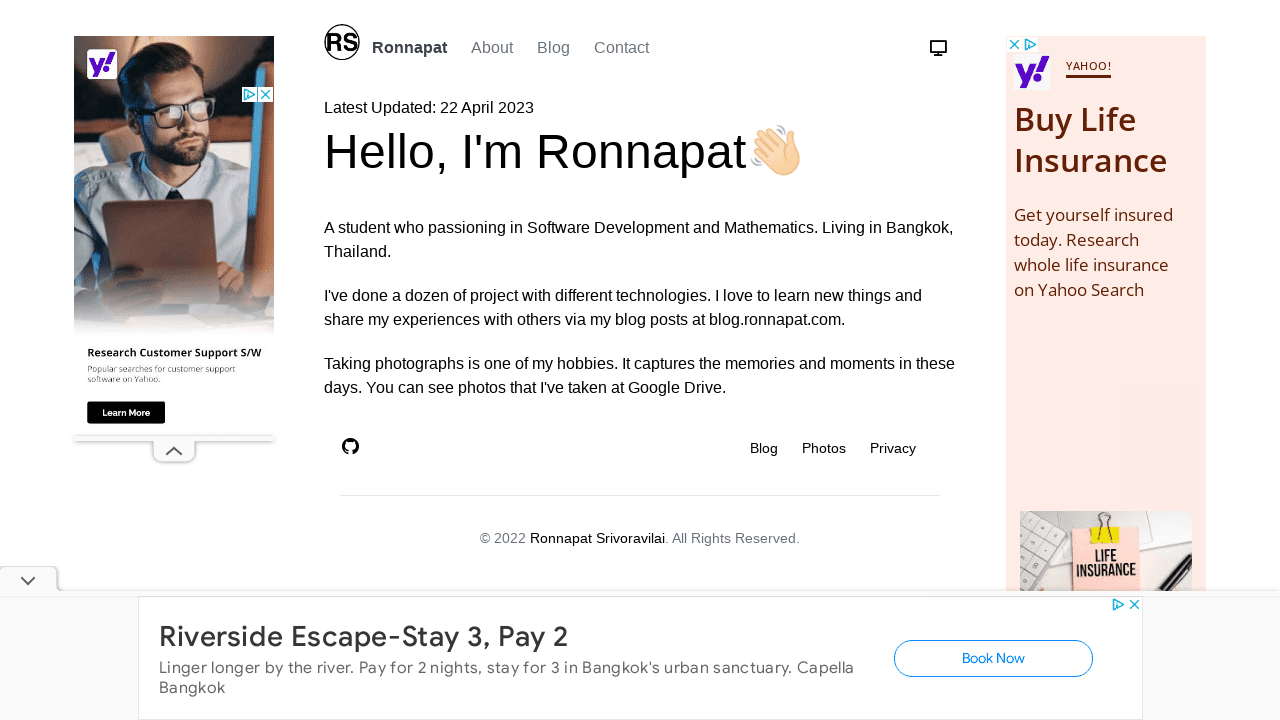 RS Ronnapat About Blog Contact
Latest Updated: 22 April 2023
Hello, I'm Ronnapat
A student who passioning in Software Development and Mathematics. Living in Bangkok,
Thailand.
I've done a dozen of project with different technologies. I love to learn new things and
share my experiences with others via my blog posts at blog.ronnapat.com.
Taking photographs is one of my hobbies. It captures the memories and moments in these
days. You can see photos that I've taken at Google Drive.
Blog Photos Privacy
© 2022 Ronnapat Srivoravilai. All Rights Reserved.
y!
Research Customer Support S/W
Popular searches for customer support
software on Yahoo.
Learn More
y!
YAHOO!
Buy Life
Insurance
Get yourself insured
today. Research
whole life insurance
on Yahoo Search
LIFE
INSURANCE
Riverside Escape-Stay 3, Pay 2
Linger longer by the river. Pay for 2 nights, stay for 3 in Bangkok's urban sanctuary. Capella
Bangkok
Book Now